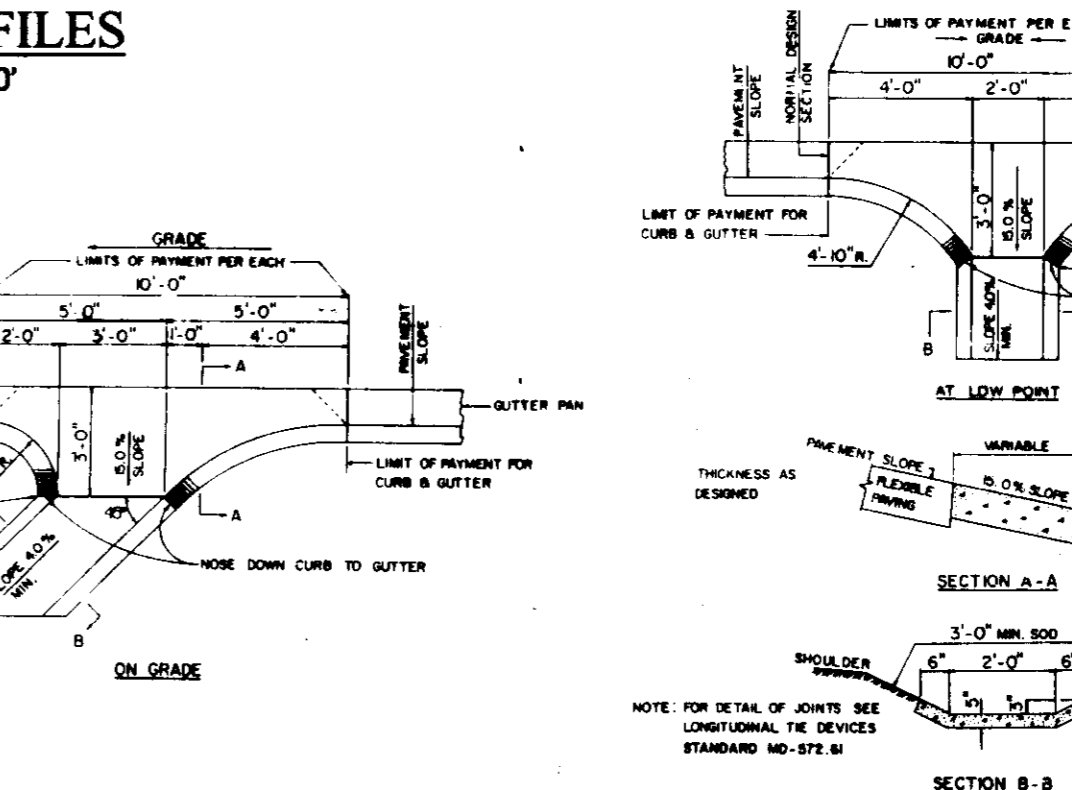 FILES
0'
GRADE
LIMITS OF PAYMENT PER EACH
10'-0"
5'-0"
5'-0"
2'-0"
3'-0"
1'-0"
4'-0"
A
PAVEMENT
SLOPE
GUTTER PAN
3'-0"
15.0 %
SLOPE
R.
45°
LIMIT OF PAYMENT FOR
CURB & GUTTER
A
SLOPE 4.0 %
MIN.
NOSE DOWN CURB TO GUTTER
B
ON GRADE
LIMITS OF PAYMENT PER E
GRADE
10'-0"
4'-0"
2'-0"
PAVEMENT
SLOPE
NORMAL DESIGN
SECTION
LIMIT OF PAYMENT FOR
CURB & GUTTER
4'-10" R.
3'-0"
15.0 %
SLOPE
SLOPE 4.0%
MIN.
B
AT LOW POINT
THICKNESS AS
DESIGNED
PAVEMENT SLOPE
VARIABLE
FLEXIBLE
PAVING
15.0% SLOPE
SECTION A-A
3'-0" MIN. SOD
SHOULDER
6"
2'-0"
6"
NOTE: FOR DETAIL OF JOINTS SEE
LONGITUDINAL TIE DEVICES
STANDARD MD-572.61
SECTION B-B